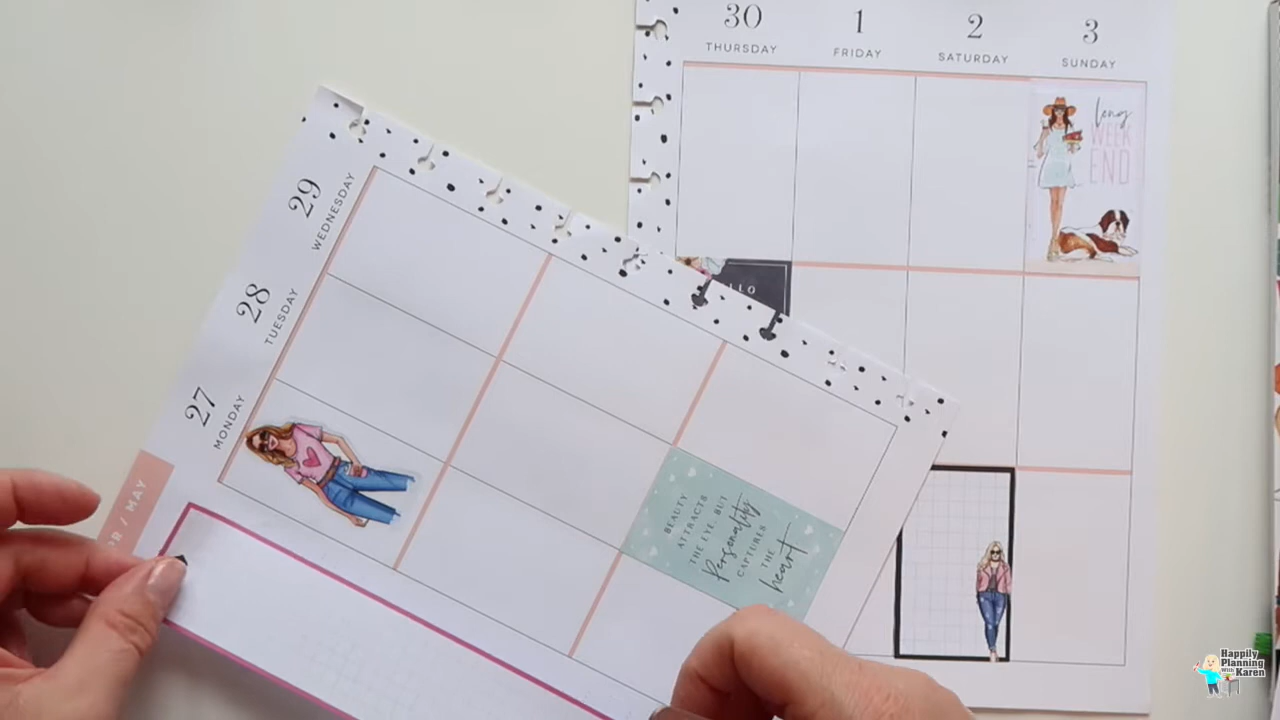 30
THURSDAY
1
FRIDAY
2
SATURDAY
3
SUNDAY
long
WEEK
END
29
WEDNESDAY
28
TUESDAY
27
MONDAY
/ MAY
BEAUTY
ATTRACTS
THE EYE, BUT
Personality
CAPTURES
THE
heart
Happily
Planning
With
Karen